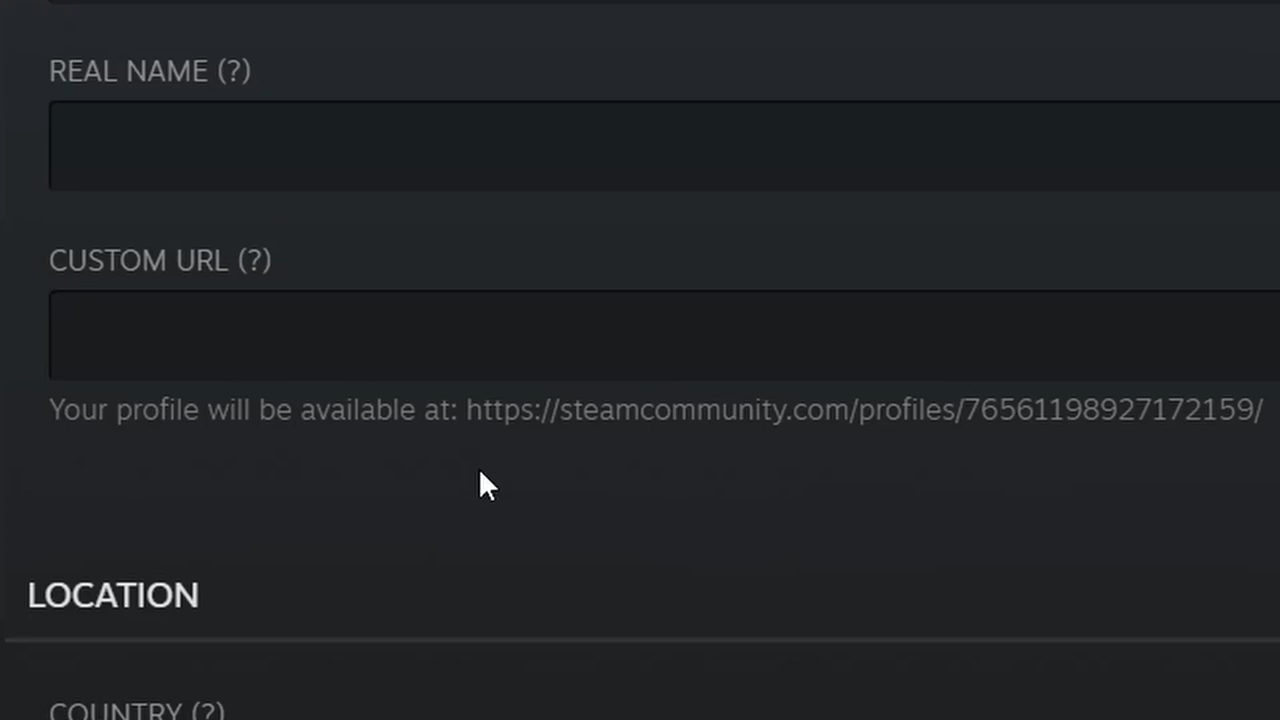 REAL NAME (?)
CUSTOM URL (?)
Your profile will be available at: https://steamcommunity.com/profiles/76561198927172159/
LOCATION
COUNTRY (?)